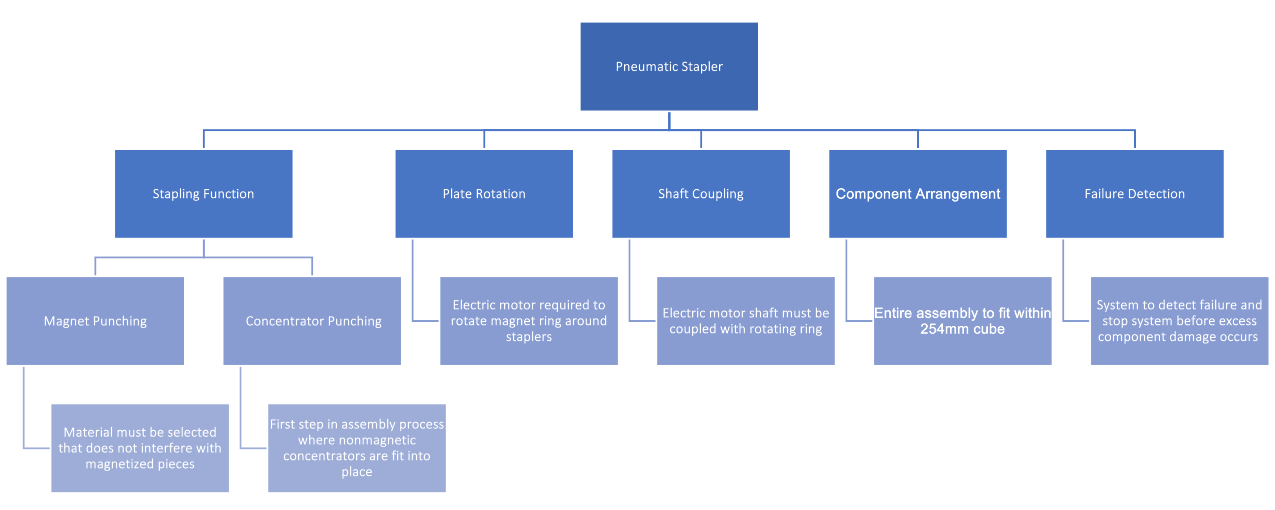 Pneumatic Stapler
Stapling Function
Plate Rotation
Shaft Coupling
Component Arrangement
Failure Detection
Magnet Punching
Concentrator Punching
Electric motor required to
rotate magnet ring around
staplers
Electric motor shaft must be
coupled with rotating ring
Entire assembly to fit within
254mm cube
System to detect failure and
stop system before excess
component damage occurs
Material must be selected
that does not interfere with
magnetized pieces
First step in assembly process
where nonmagnetic
concentrators are fit into
place